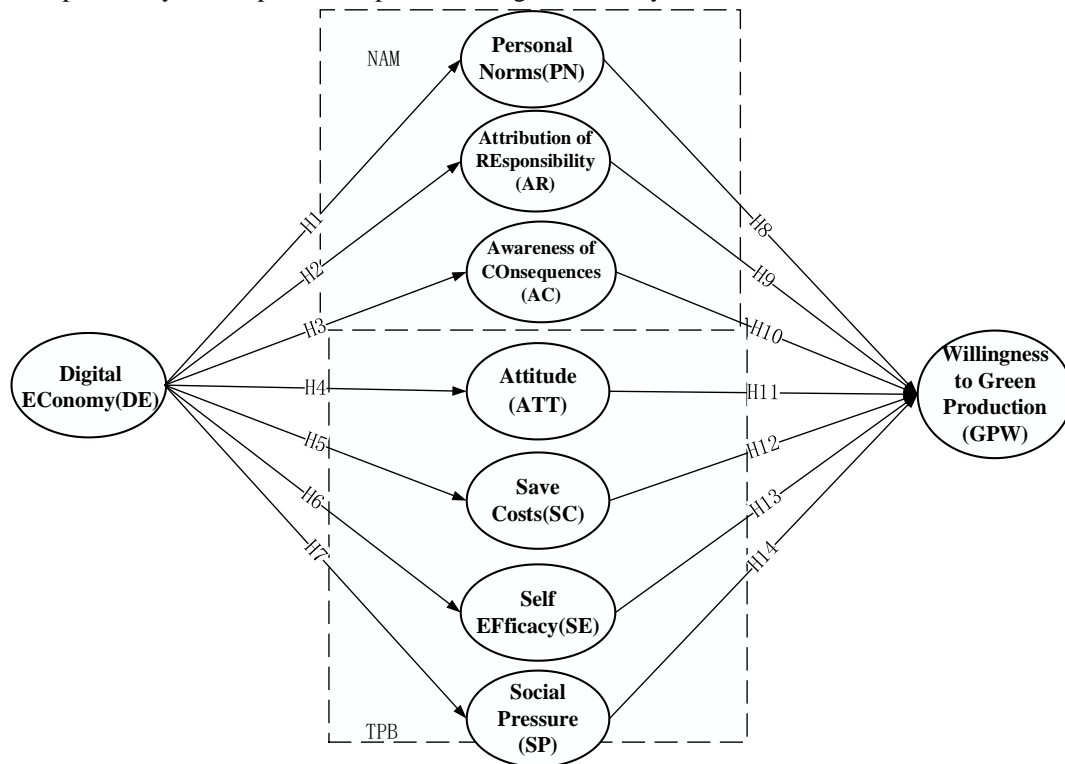 NAM
Personal
Norms(PN)
Attribution of
REsponsibility
(AR)
Awareness of
COnsequences
(AC)
H1
H2
H3
H4
H5
H6
H7
H8
H9
H10
H11
H12
H13
H14
Digital
EConomy(DE)
Attitude
(ATT)
Save
Costs(SC)
Self
EFficacy(SE)
Social
Pressure
(SP)
TPB
Willingness
to Green
Production
(GPW)